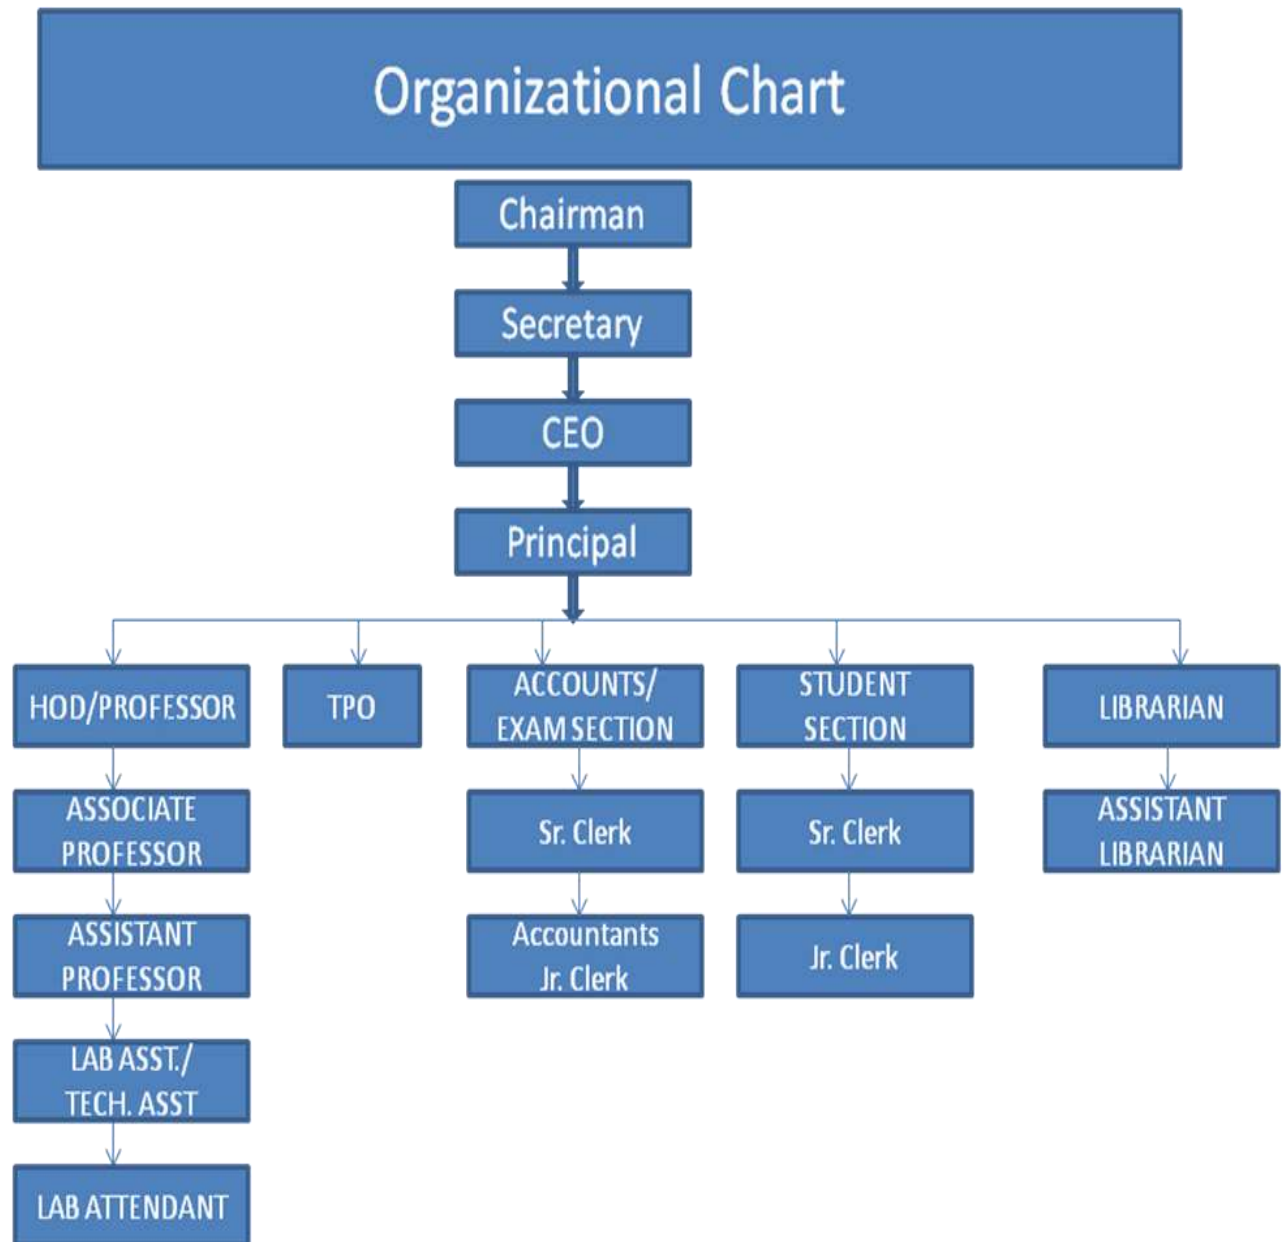 Organizational Chart
Chairman
Secretary
CEO
Principal
HOD/PROFESSOR
TPO
ACCOUNTS/
EXAM SECTION
STUDENT
SECTION
LIBRARIAN
ASSOCIATE
PROFESSOR
Sr. Clerk
Sr. Clerk
ASSISTANT
LIBRARIAN
ASSISTANT
PROFESSOR
Accountants
Jr. Clerk
Jr. Clerk
LAB ASST./
TECH. ASST
LAB ATTENDANT